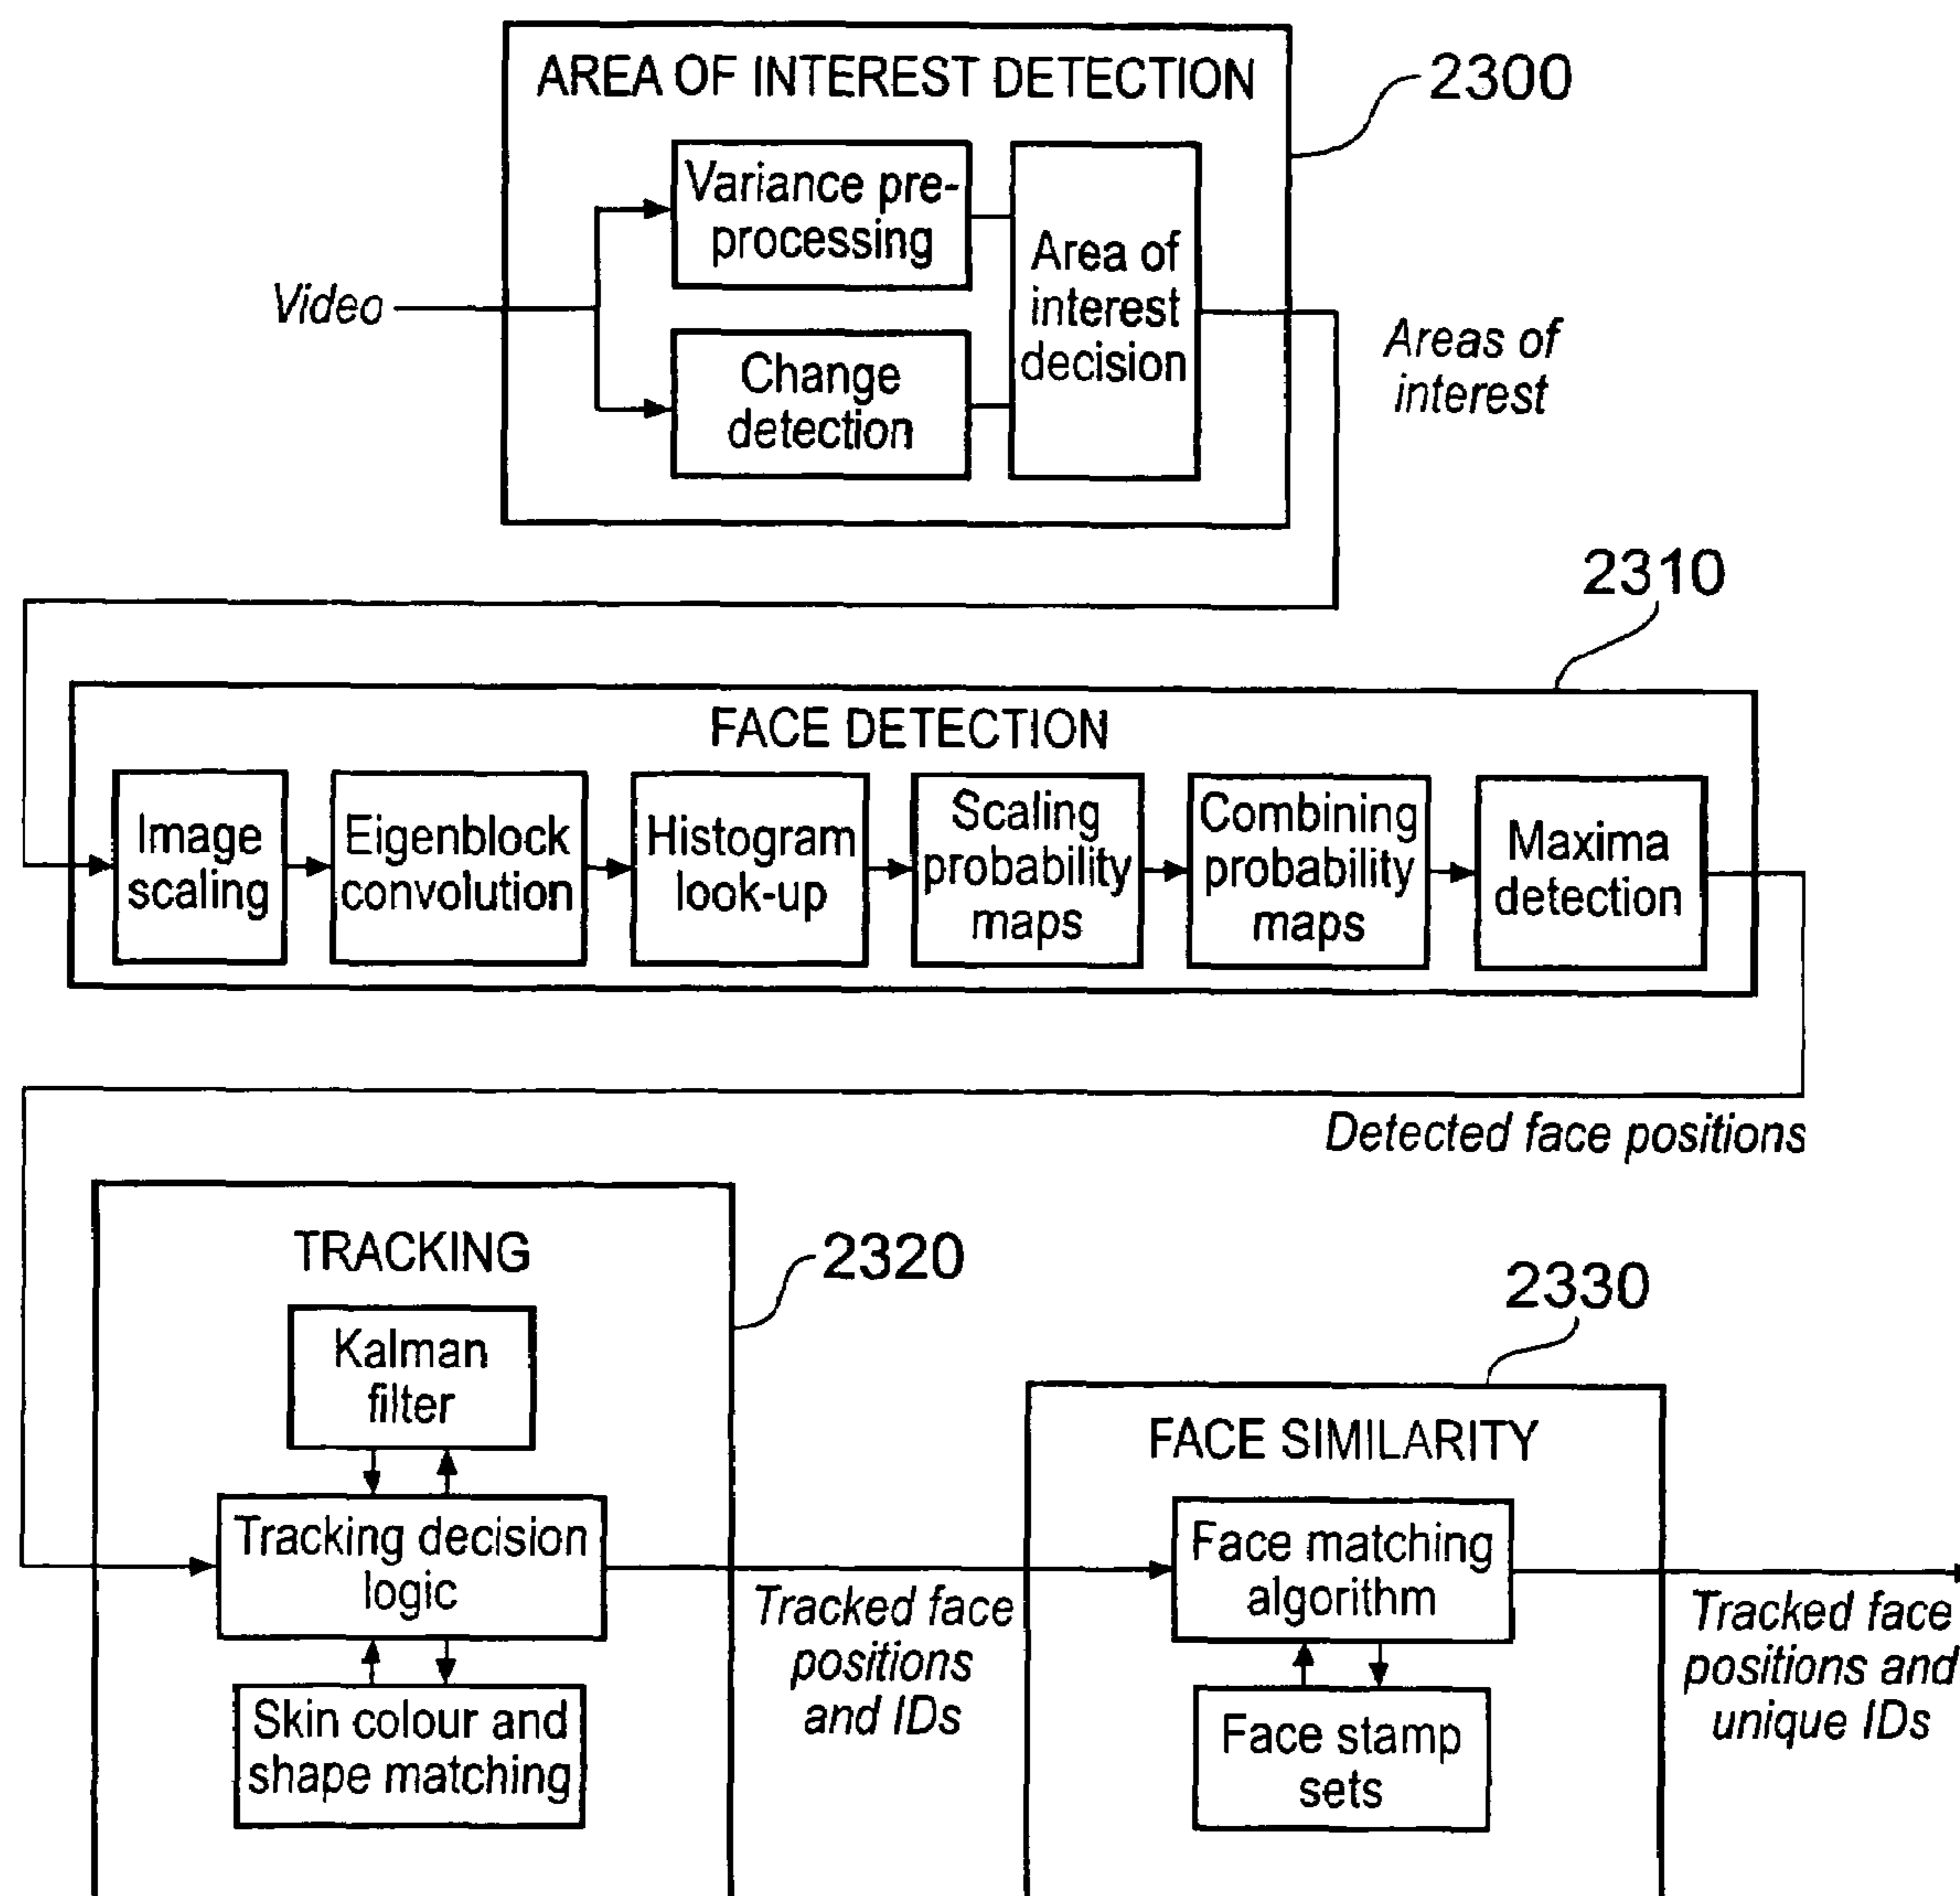 AREA OF INTEREST DETECTION
2300
Variance pre-
processing
Video
Area of
interest
decision
Change
detection
Areas of
interest
2310
FACE DETECTION
Image
scaling
Eigenblock
convolution
Histogram
look-up
Scaling
probability
maps
Combining
probability
maps
Maxima
detection
Detected face positions
TRACKING
2320
Kalman
filter
Tracking decision
logic
Skin colour and
shape matching
Tracked face
positions
and IDs
2330
FACE SIMILARITY
Face matching
algorithm
Face stamp
sets
Tracked face
positions and
unique IDs